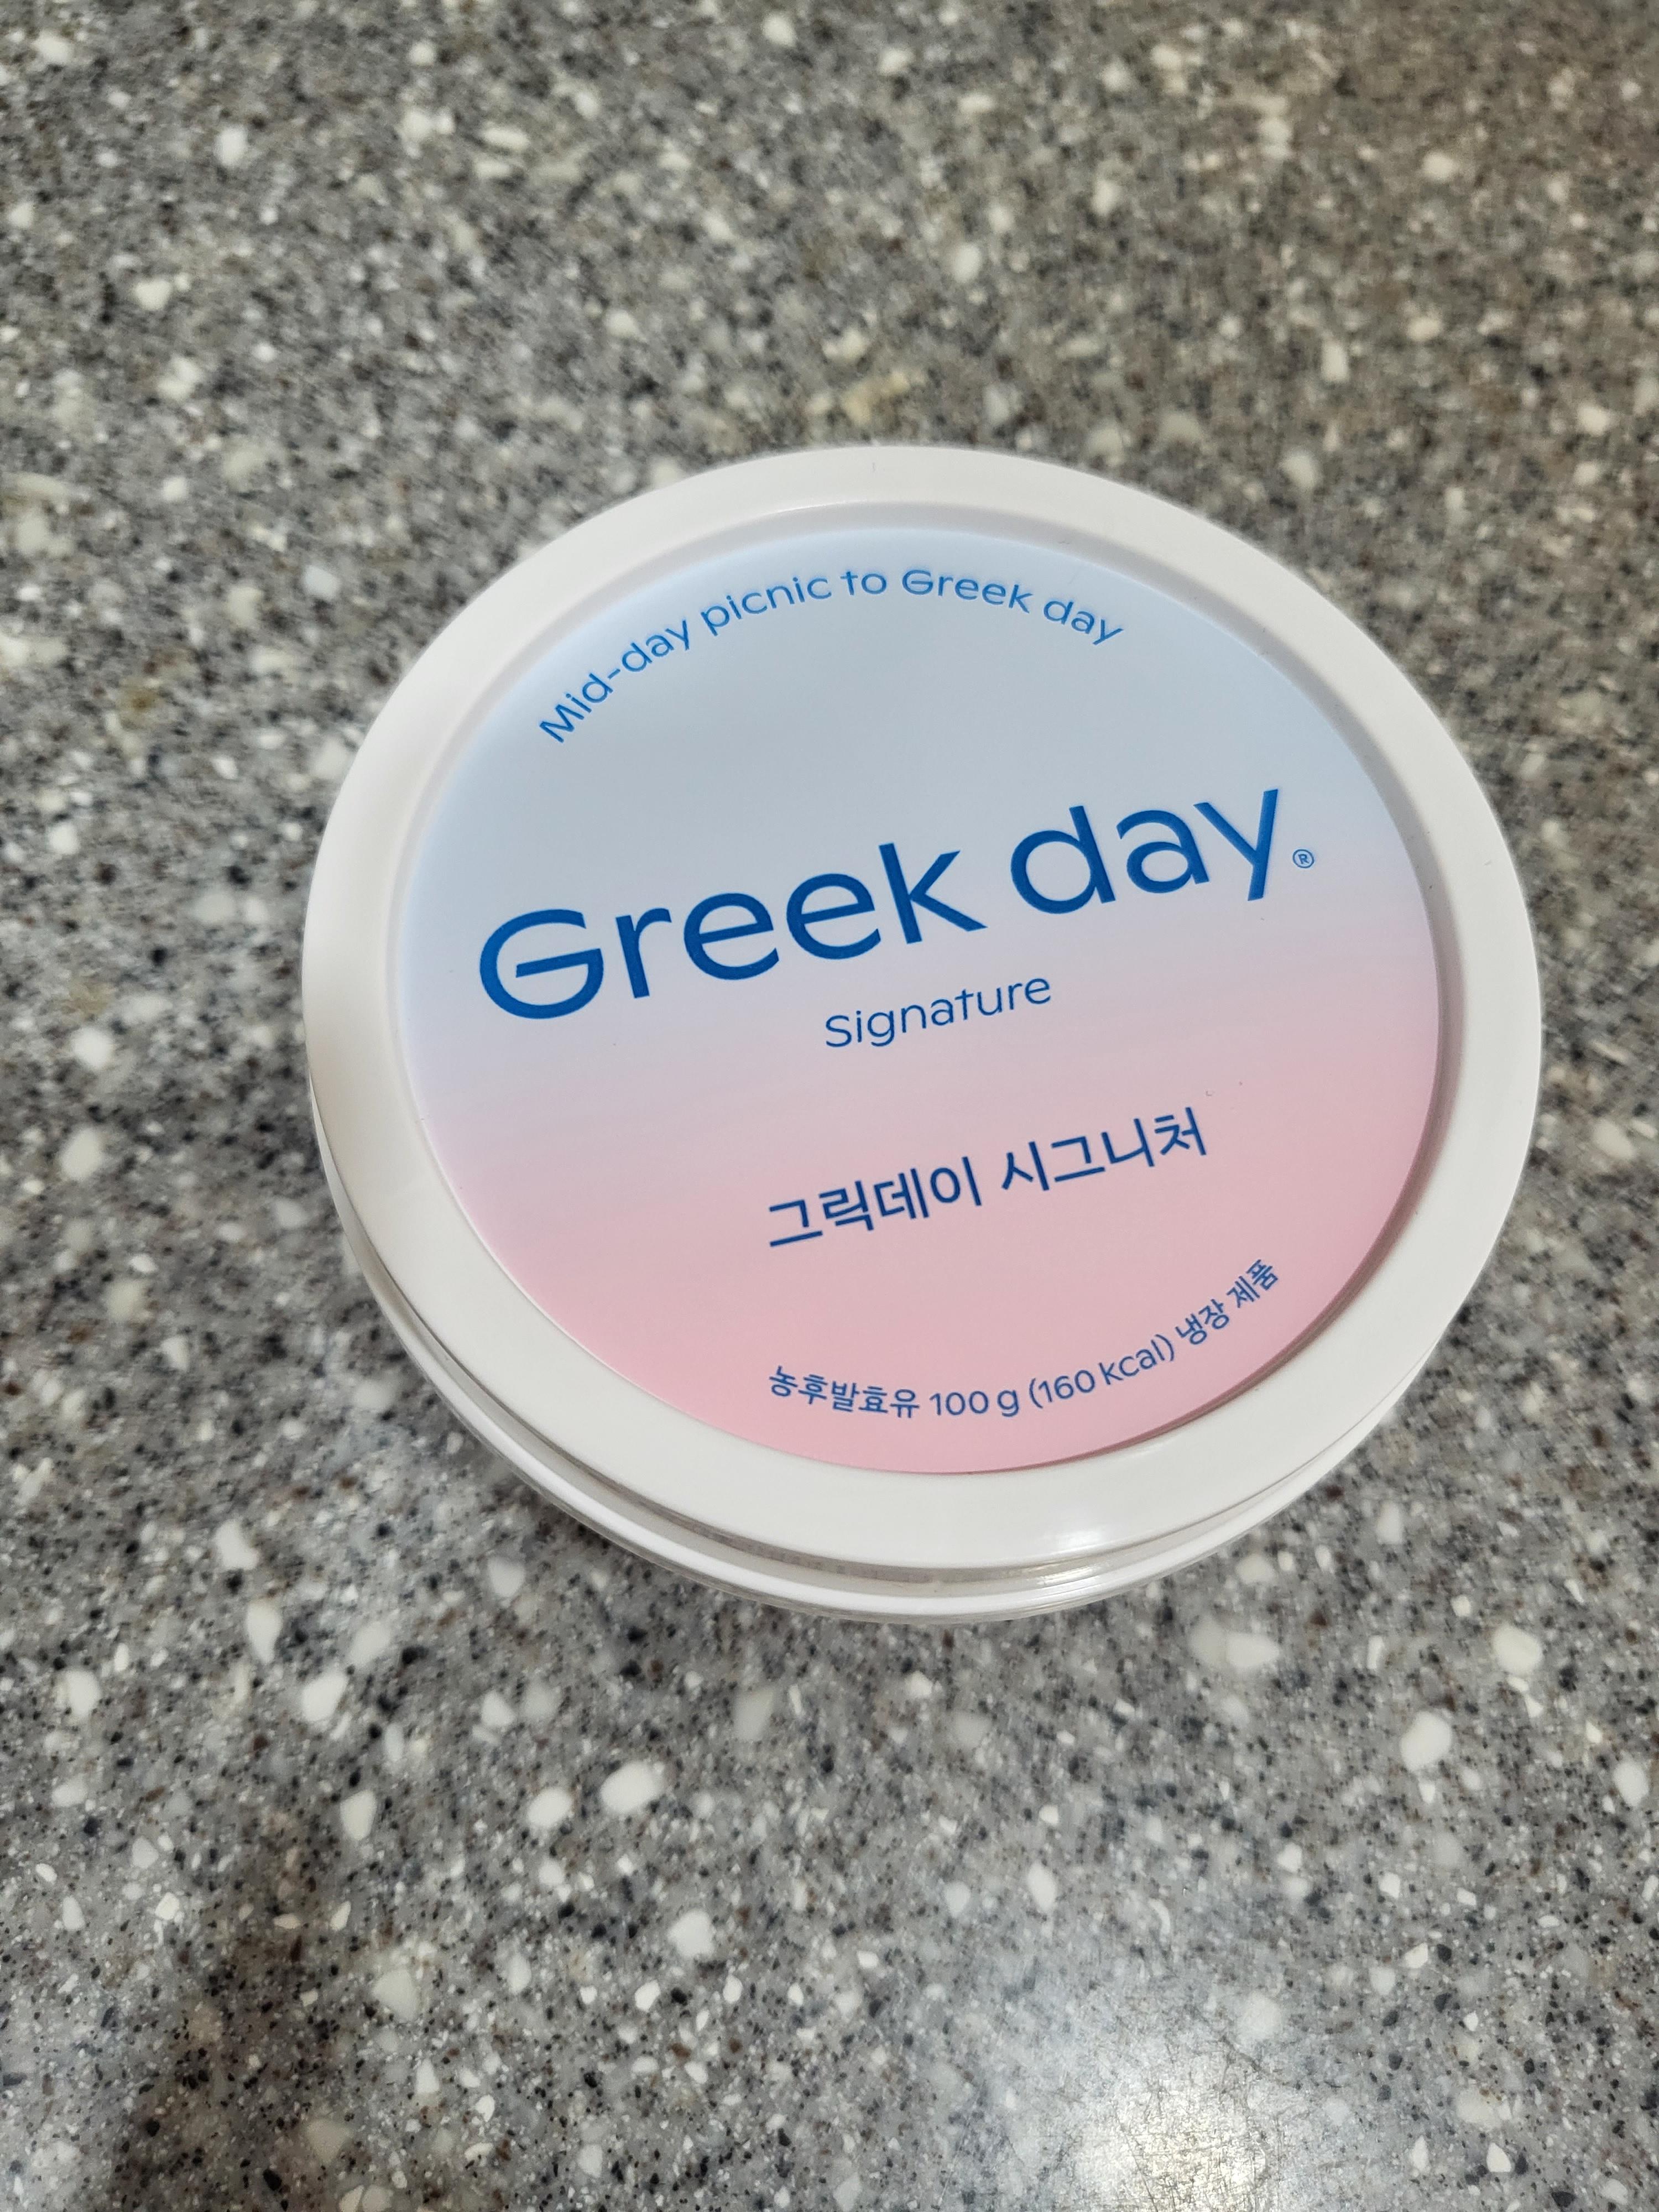 Mid-day picnic to Greek day
Greek day®
Signature
그릭데이 시그니처
농후발효유 100 g (160 kcal) 냉장 제품